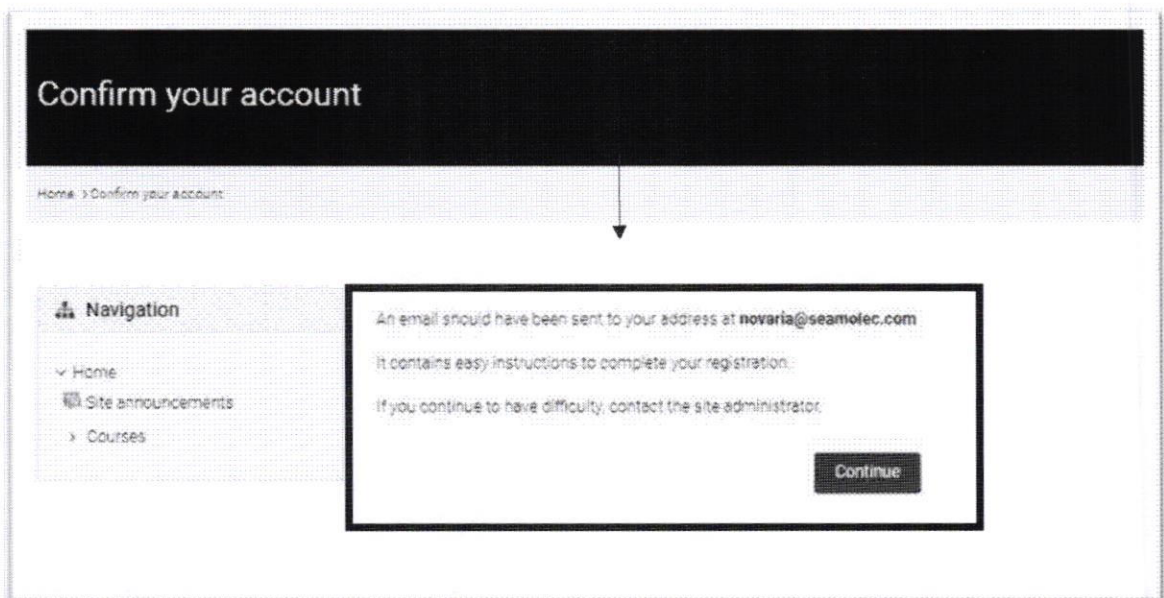 Confirm your account
Home > Confirm your account
Navigation
Home
Site announcements
Courses
An email should have been sent to your address at novaria@seamolec.com
It contains easy instructions to complete your registration.
If you continue to have difficulty, contact the site administrator.
Continue